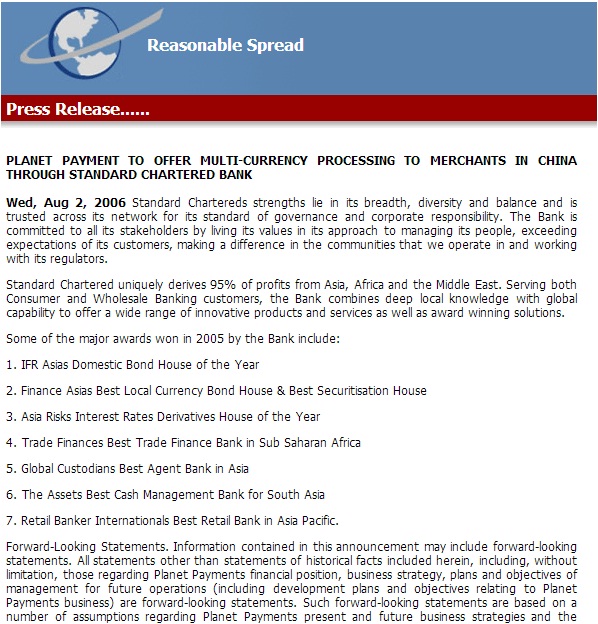 Reasonable Spread
Press Release......
PLANET PAYMENT TO OFFER MULTI-CURRENCY PROCESSING TO MERCHANTS IN CHINA
THROUGH STANDARD CHARTERED BANK
Wed, Aug 2, 2006 Standard Chartereds strengths lie in its breadth, diversity and balance and is
trusted across its network for its standard of governance and corporate responsibility. The Bank is
committed to all its stakeholders by living its values in its approach to managing its people, exceeding
expectations of its customers, making a difference in the communities that we operate in and working
with its regulators.
Standard Chartered uniquely derives 95% of profits from Asia, Africa and the Middle East. Serving both
Consumer and Wholesale Banking customers, the Bank combines deep local knowledge with global
capability to offer a wide range of innovative products and services as well as award winning solutions.
Some of the major awards won in 2005 by the Bank include:
1. IFR Asias Domestic Bond House of the Year
2. Finance Asias Best Local Currency Bond House & Best Securitisation House
3. Asia Risks Interest Rates Derivatives House of the Year
4. Trade Finances Best Trade Finance Bank in Sub Saharan Africa
5. Global Custodians Best Agent Bank in Asia
6. The Assets Best Cash Management Bank for South Asia
7. Retail Banker Internationals Best Retail Bank in Asia Pacific.
Forward-Looking Statements. Information contained in this announcement may include forward-looking
statements. All statements other than statements of historical facts included herein, including, without
limitation, those regarding Planet Payments financial position, business strategy, plans and objectives of
management for future operations (including development plans and objectives relating to Planet
Payments business) are forward-looking statements. Such forward-looking statements are based on a
number of assumptions regarding Planet Payments present and future business strategies and the